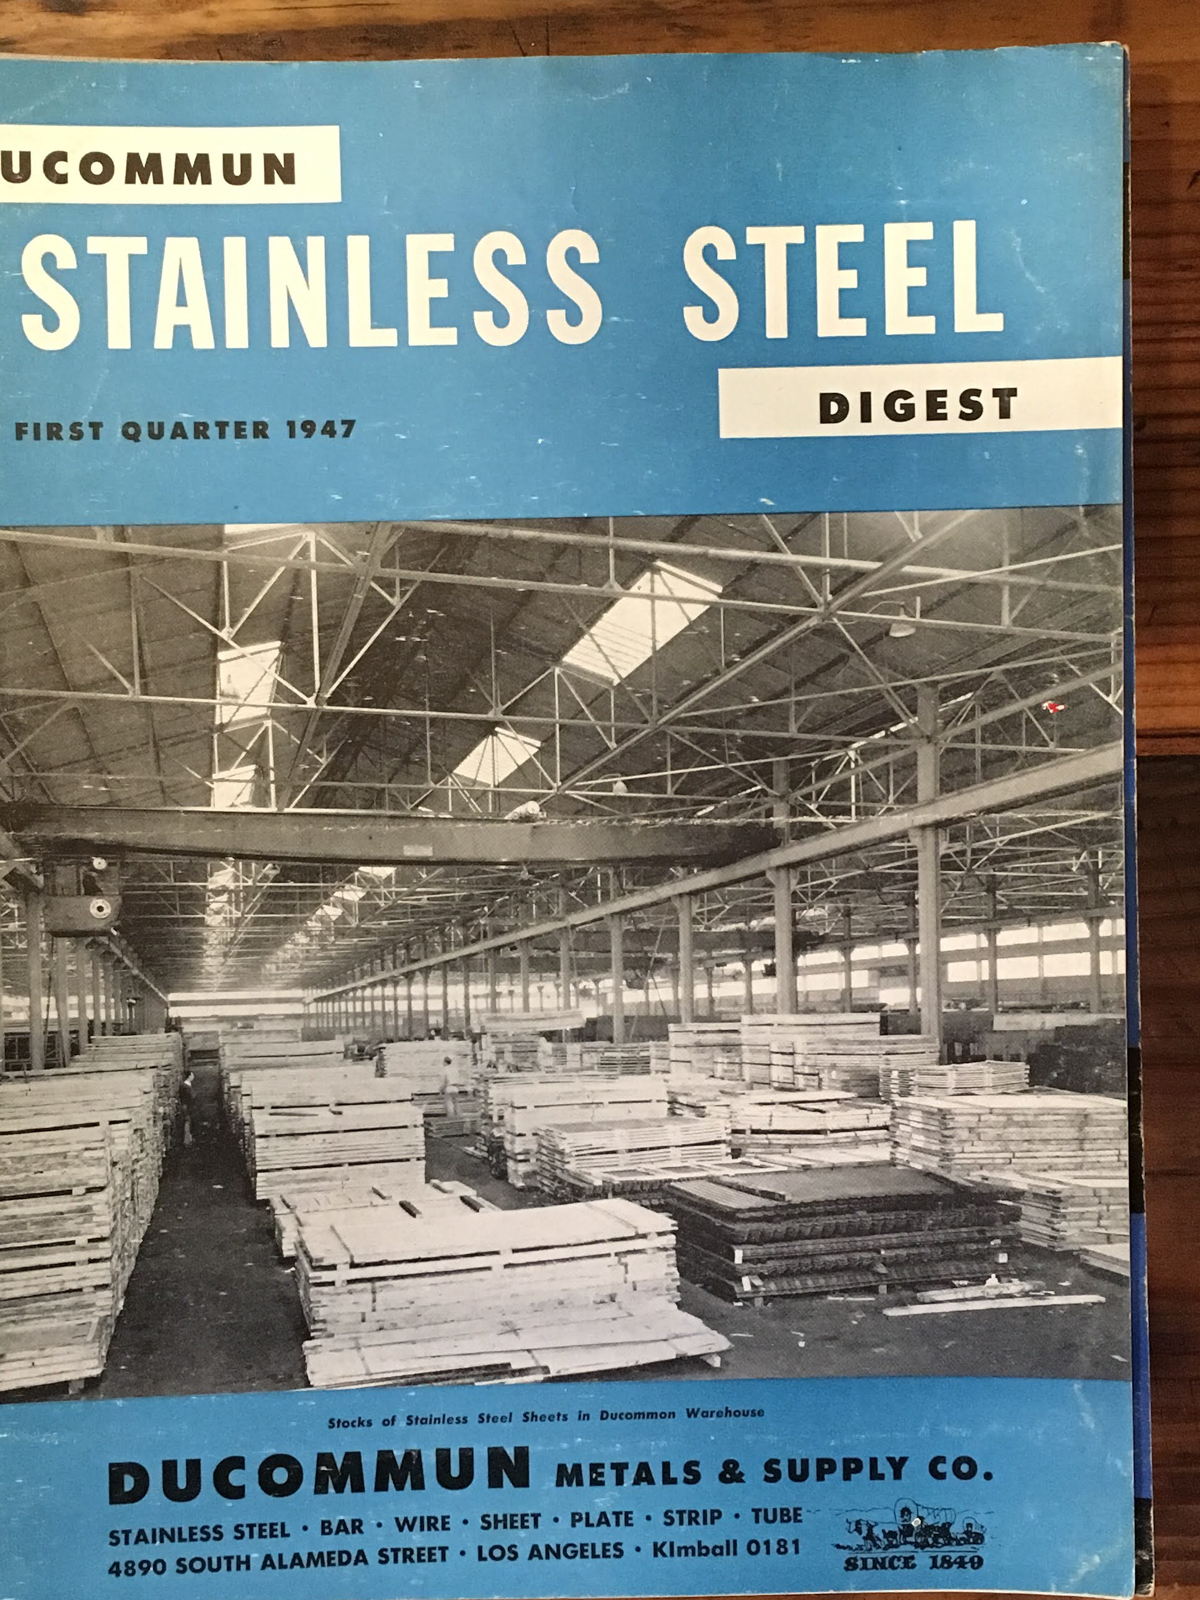 UCOMMUN
STAINLESS STEEL
DIGEST
FIRST QUARTER 1947
Stocks of Stainless Steel Sheets in Ducommon Warehouse
DUCOMMUN METALS & SUPPLY CO.
STAINLESS STEEL • BAR • WIRE • SHEET • PLATE • STRIP • TUBE
4890 SOUTH ALAMEDA STREET • LOS ANGELES • KImball 0181
SINCE 1849